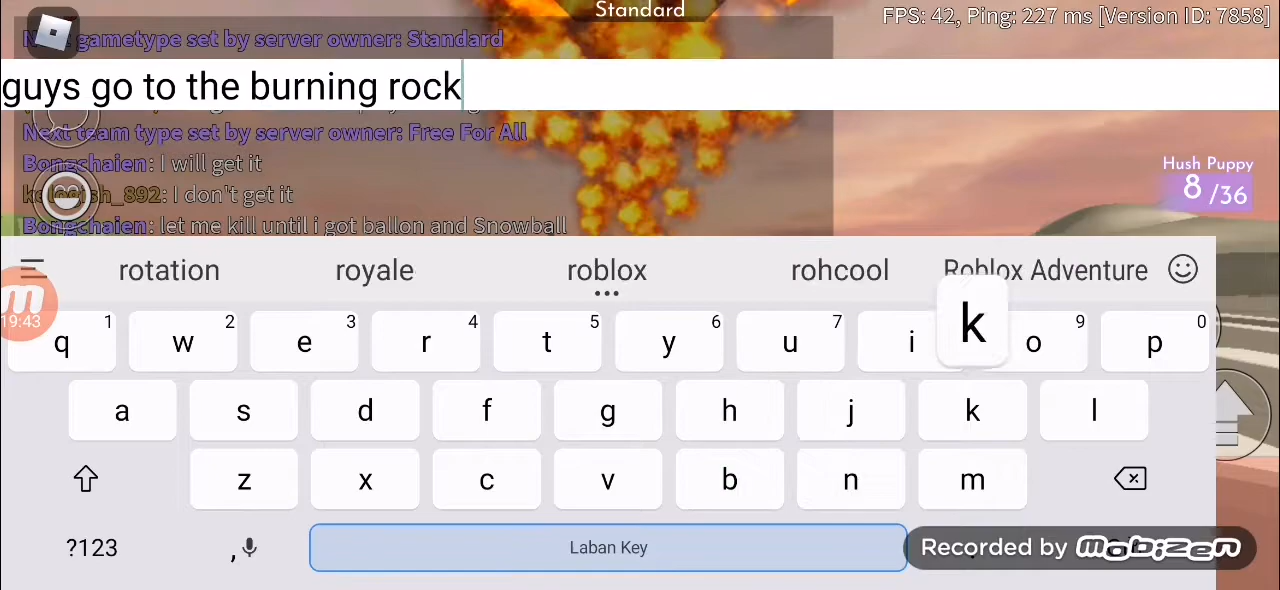 Standard
FPS: 42, Ping: 227 ms [Version ID: 7858]
gametype set by server owner: Standard
guys go to the burning rock
Next team type set by server owner: Free For All
Bongchaien: I will get it
I don't get it
Bongchaien: let me kill until i got ballon and Snowball
Hush Puppy
8/36
rotation royale roblox rohcool Roblox Adventure
19:43
k
q 1 w 2 e 3 r 4 t 5 y 6 u 7 i o 9 p 0
a s d f g h j k l
z x c v b n m
?123 , Laban Key
Recorded by mobizen